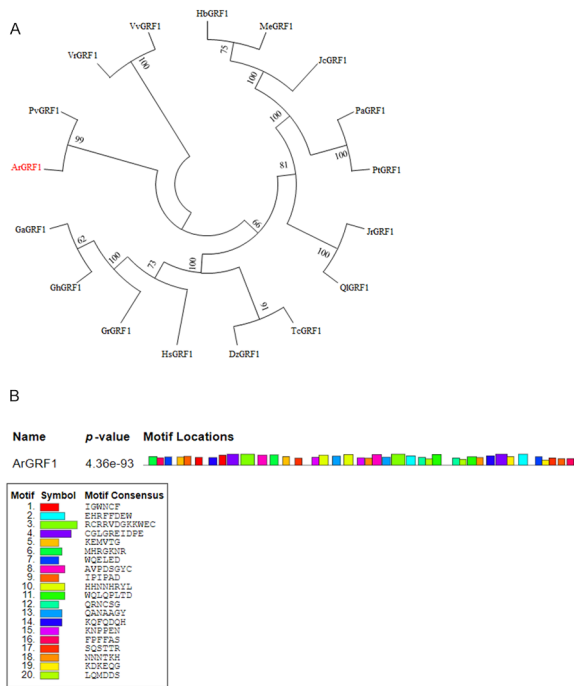 A
HbGRF1
VvGRF1
MeGRF1
VrGRF1
JcGRF1
75
100
100
PvGRF1
PaGRF1
100
99
100
ArGRF1
81
PtGRF1
GaGRF1
66
JrGRF1
62
100
73
100
100
GhGRF1
QlGRF1
91
GrGRF1
TcGRF1
HsGRF1
DzGRF1
B
Name p-value Motif Locations
ArGRF1 4.36e-93
Motif Symbol Motif Consensus
1. IGWNCF
2. EHRFFDEW
3. RCRRVDGKKWEC
4. CGLGREIDPE
5. KEMVTG
6. MHRGKNR
7. WQELED
8. AVPDSGYC
9. IPIPAD
10. HHNNHRYL
11. WQLQPLTD
12. QRNCSG
13. QANAAGY
14. KQFQDQH
15. KNPPEN
16. FPFFAS
17. SQSTTR
18. NNNTKH
19. KDKEQG
20. LQMDDS